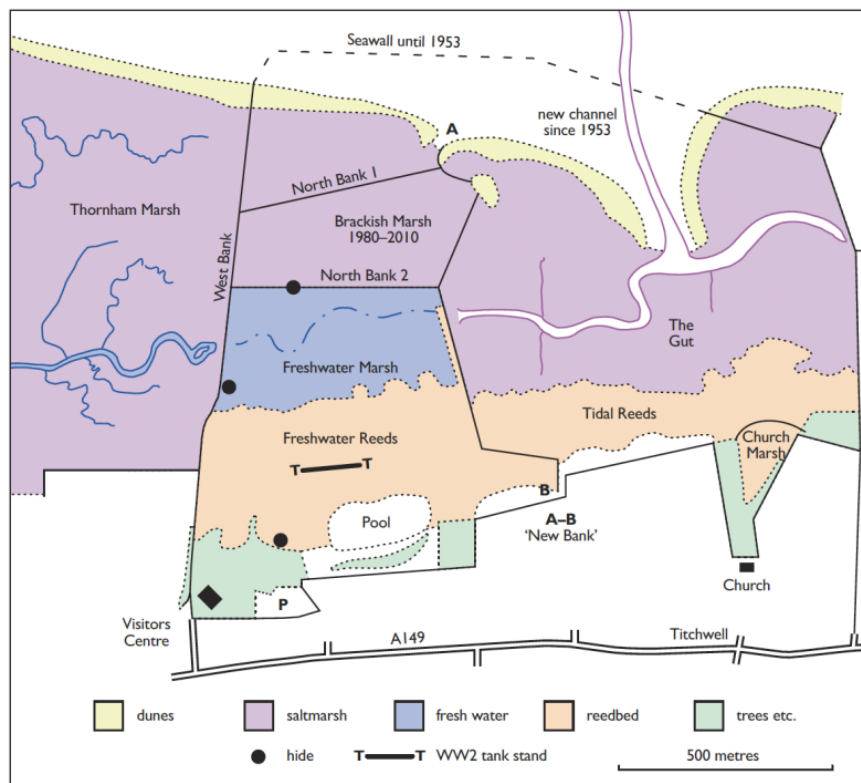 Seawall until 1953
A
new channel
since 1953
North Bank 1
Thornham Marsh
Brackish Marsh
1980–2010
West Bank
North Bank 2
The
Gut
Freshwater Marsh
Tidal Reeds
Freshwater Reeds
Church
Marsh
T T
B
Pool
A–B
'New Bank'
Church
P
Visitors
Centre
A149
Titchwell
dunes
saltmarsh
fresh water
reedbed
trees etc.
hide
T T WW2 tank stand
500 metres